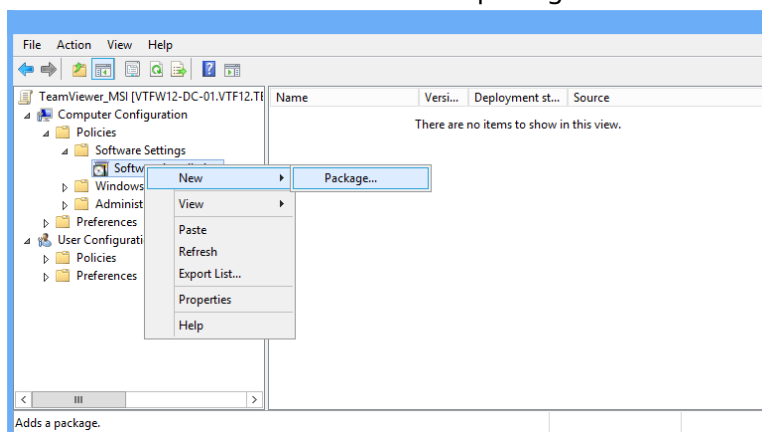 File Action View Help
TeamViewer_MSI [VTFW12-DC-01.VTF12.TE
Name Versi... Deployment st... Source
Computer Configuration
There are no items to show in this view.
Policies
Software Settings
Softw
New Package...
Windows
Administ
View
Preferences
Paste
User Configurati
Refresh
Policies
Export List...
Preferences
Properties
Help
Adds a package.